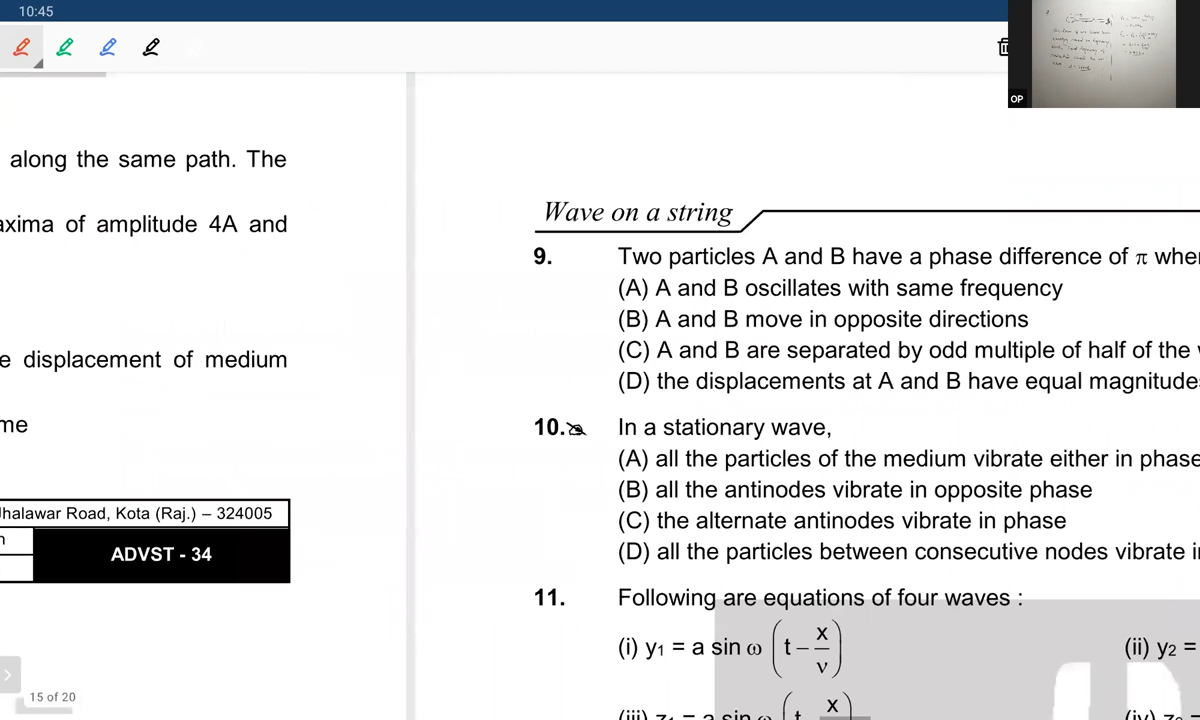 10:45
OP
along the same path. The
axima of amplitude 4A and
e displacement of medium
me
Jhalawar Road, Kota (Raj.) – 324005
n
ADVST - 34
15 of 20
Wave on a string
9. Two particles A and B have a phase difference of π when
(A) A and B oscillates with same frequency
(B) A and B move in opposite directions
(C) A and B are separated by odd multiple of half of the
(D) the displacements at A and B have equal magnitudes
10. In a stationary wave,
(A) all the particles of the medium vibrate either in phase
(B) all the antinodes vibrate in opposite phase
(C) the alternate antinodes vibrate in phase
(D) all the particles between consecutive nodes vibrate in
11. Following are equations of four waves :
(i) y₁ = a sin ω (t – x/v) (ii) y₂ =